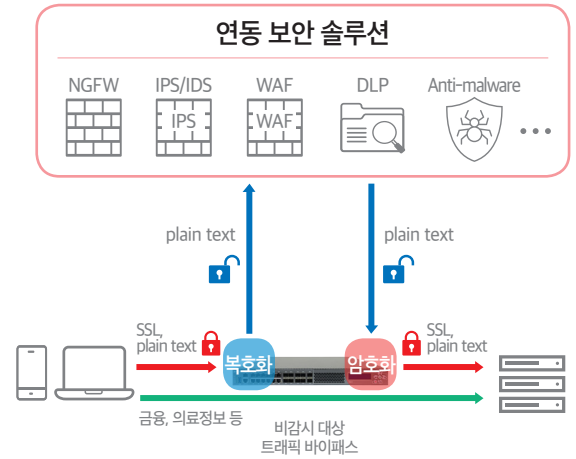 연동 보안 솔루션
NGFW
IPS/IDS
WAF
DLP
Anti-malware
IPS
WAF
plain text
plain text
SSL,
plain text
복호화
암호화
SSL,
plain text
금융, 의료정보 등
비감시 대상
트래픽 바이패스